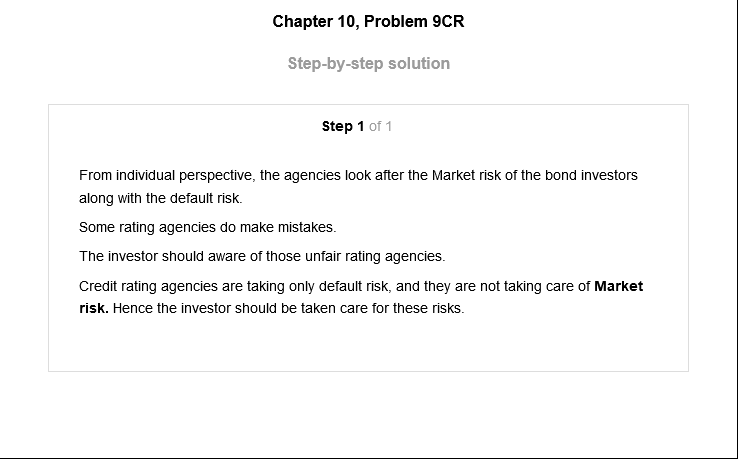 Chapter 10, Problem 9CR
Step-by-step solution
Step 1 of 1
From individual perspective, the agencies look after the Market risk of the bond investors
along with the default risk.
Some rating agencies do make mistakes.
The investor should aware of those unfair rating agencies.
Credit rating agencies are taking only default risk, and they are not taking care of Market
risk. Hence the investor should be taken care for these risks.